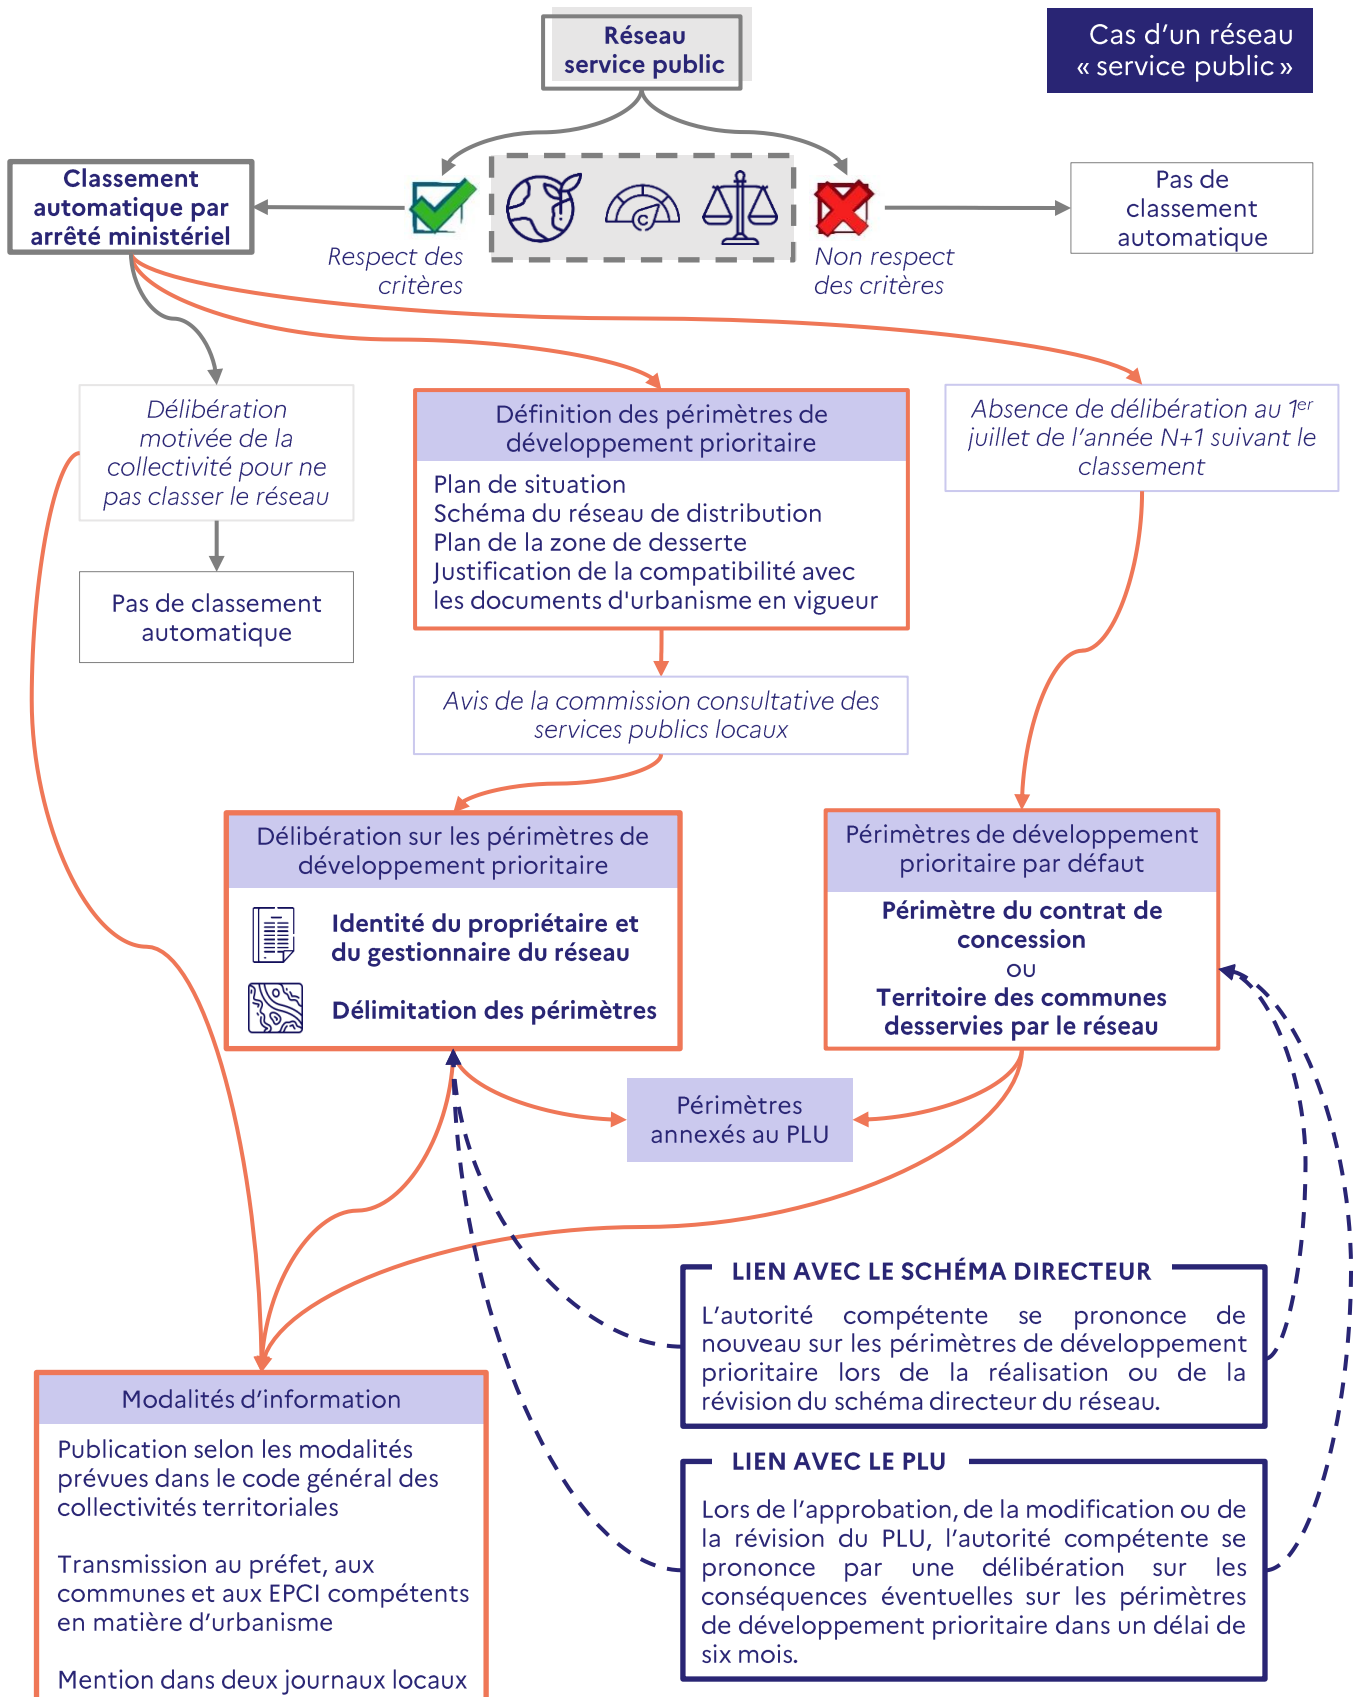 Réseau
service public
Cas d’un réseau
« service public »
Classement
automatique par
arrêté ministériel
C
Respect des
critères
Non respect
des critères
Pas de
classement
automatique
Délibération
motivée de la
collectivité pour ne
pas classer le réseau
Pas de classement
automatique
Définition des périmètres de
développement prioritaire
Plan de situation
Schéma du réseau de distribution
Plan de la zone de desserte
Justification de la compatibilité avec
les documents d'urbanisme en vigueur
Absence de délibération au 1er
juillet de l’année N+1 suivant le
classement
Avis de la commission consultative des
services publics locaux
Délibération sur les périmètres de
développement prioritaire
Identité du propriétaire et
du gestionnaire du réseau
Délimitation des périmètres
Périmètres de développement
prioritaire par défaut
Périmètre du contrat de
concession
ou
Territoire des communes
desservies par le réseau
Périmètres
annexés au PLU
LIEN AVEC LE SCHÉMA DIRECTEUR
L’autorité compétente se prononce de
nouveau sur les périmètres de développement
prioritaire lors de la réalisation ou de la
révision du schéma directeur du réseau.
LIEN AVEC LE PLU
Lors de l’approbation, de la modification ou de
la révision du PLU, l’autorité compétente se
prononce par une délibération sur les
conséquences éventuelles sur les périmètres
de développement prioritaire dans un délai de
six mois.
Modalités d’information
Publication selon les modalités
prévues dans le code général des
collectivités territoriales
Transmission au préfet, aux
communes et aux EPCI compétents
en matière d’urbanisme
Mention dans deux journaux locaux